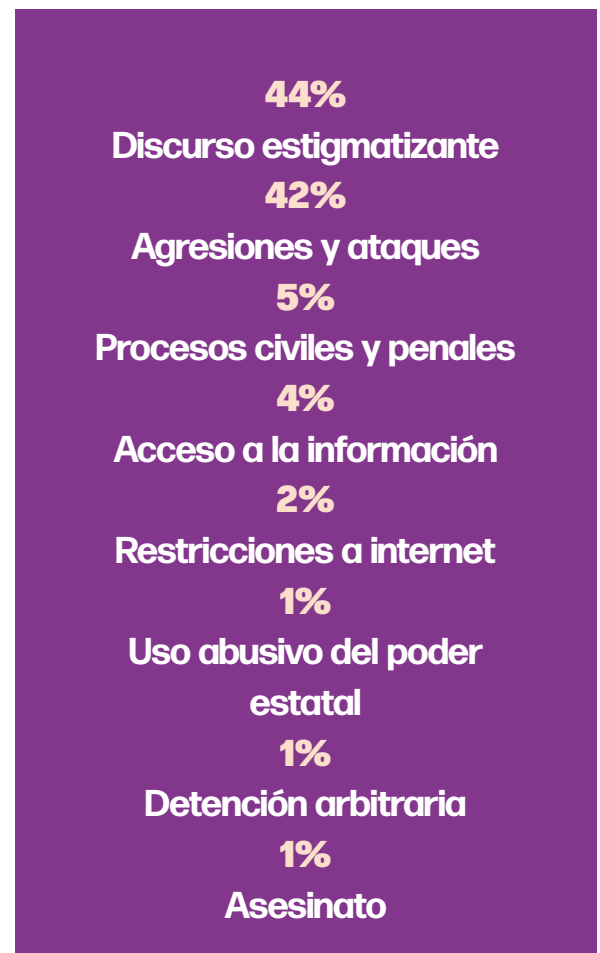 44%
Discurso estigmatizante
42%
Agresiones y ataques
5%
Procesos civiles y penales
4%
Acceso a la información
2%
Restricciones a internet
1%
Uso abusivo del poder
estatal
1%
Detención arbitraria
1%
Asesinato